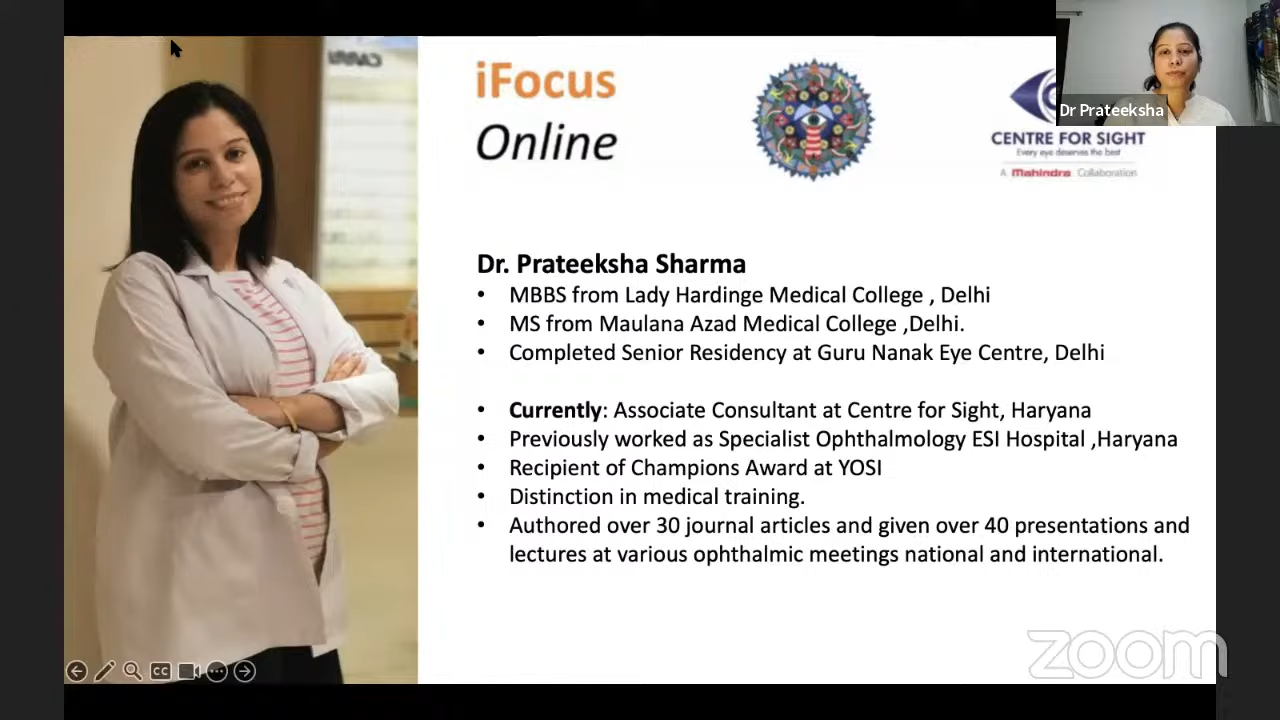 iFocus
Online
CENTRE FOR SIGHT
Every eye deserves the best
A Mahindra Collaboration
Dr Prateeksha
Dr. Prateeksha Sharma
• MBBS from Lady Hardinge Medical College , Delhi
• MS from Maulana Azad Medical College ,Delhi.
• Completed Senior Residency at Guru Nanak Eye Centre, Delhi
• Currently: Associate Consultant at Centre for Sight, Haryana
• Previously worked as Specialist Ophthalmology ESI Hospital ,Haryana
• Recipient of Champions Award at YOSI
• Distinction in medical training.
• Authored over 30 journal articles and given over 40 presentations and
lectures at various ophthalmic meetings national and international.
CC
zoom